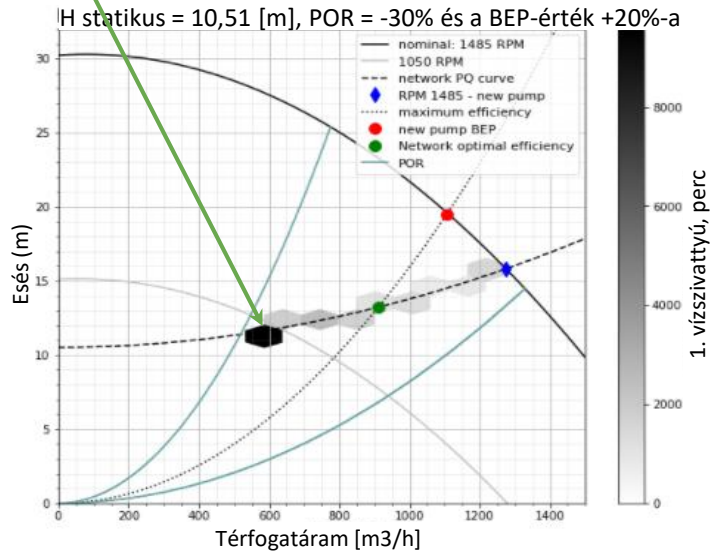 H statikus = 10,51 [m], POR = -30% és a BEP-érték +20%-a
nominal: 1485 RPM
1050 RPM
network PQ curve
RPM 1485 - new pump
maximum efficiency
new pump BEP
Network optimal efficiency
POR
Esés (m)
30
25
20
15
10
5
0
0 200 400 600 800 1000 1200 1400
Térfogatáram [m3/h]
8000
6000
4000
2000
0
1. vízszivattyú, perc